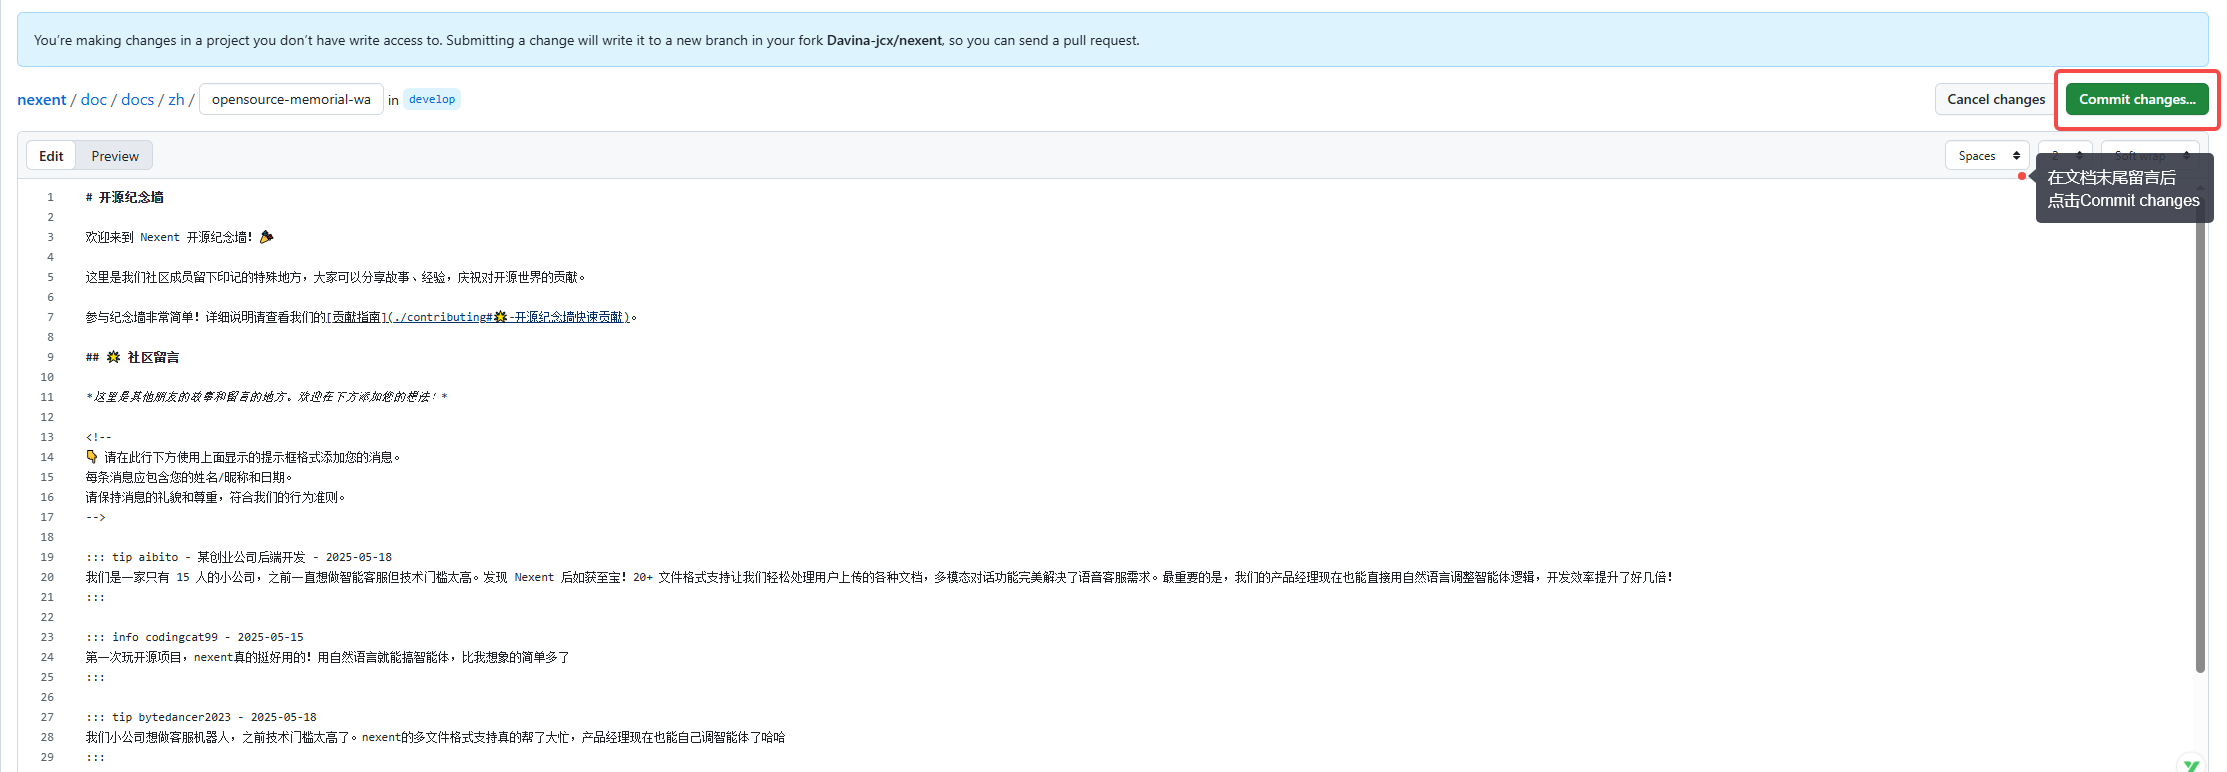 You're making changes in a project you don't have write access to. Submitting a change will write it to a new branch in your fork Davina-jcx/nexent, so you can send a pull request.
nexent / doc / docs / zh / opensource-memorial-wa in develop
Cancel changes
Commit changes...
Edit
Preview
Spaces
2
Soft wrap
在文档末尾留言后
点击Commit changes
1 # 开源纪念墙
2
3 欢迎来到 Nexent 开源纪念墙！🎉
4
5 这里是我们社区成员留下印记的特殊地方，大家可以分享故事、经验，庆祝对开源世界的贡献。
6
7 参与纪念墙非常简单！详细说明请查看我们的[贡献指南](./contributing#🌟-开源纪念墙快速贡献)。
8
9 ## 🌟 社区留言
10
11 *这里是其他朋友的故事和留言的地方。欢迎在下方添加您的想法！*
12
13 <!--
14 👇 请在此行下方使用上面显示的提示框格式添加您的消息。
15 每条消息应包含您的姓名/昵称和日期。
16 请保持消息的礼貌和尊重，符合我们的行为准则。
17 -->
18
19 ::: tip aibito - 某创业公司后端开发 - 2025-05-18
20 我们是一家只有 15 人的小公司，之前一直想做智能客服但技术门槛太高。发现 Nexent 后如获至宝！20+ 文件格式支持让我们轻松处理用户上传的各种文档，多模态对话功能完美解决了语音客服需求。最重要的是，我们的产品经理现在也能直接用自然语言调整智能体逻辑，开发效率提升了好几倍！
21 :::
22
23 ::: info codingcat99 - 2025-05-15
24 第一次玩开源项目，nexent真的挺好用的！用自然语言就能搞智能体，比我想象的简单多了
25 :::
26
27 ::: tip bytedancer2023 - 2025-05-18
28 我们小公司想做客服机器人，之前技术门槛太高了。nexent的多文件格式支持真的帮了大忙，产品经理现在也能自己调智能体了哈哈
29 :::